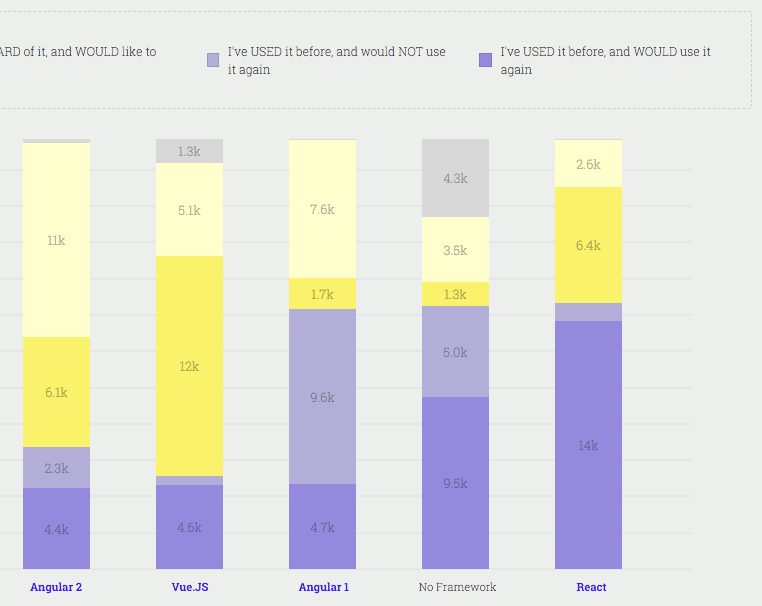 ARD of it, and WOULD like to
I've USED it before, and would NOT use
it again
I've USED it before, and WOULD use it
again
11k
6.1k
2.3k
4.4k
1.3k
5.1k
12k
4.6k
7.6k
1.7k
9.6k
4.7k
4.3k
3.5k
1.3k
5.0k
9.5k
2.6k
6.4k
14k
Angular 2
Vue.JS
Angular 1
No Framework
React